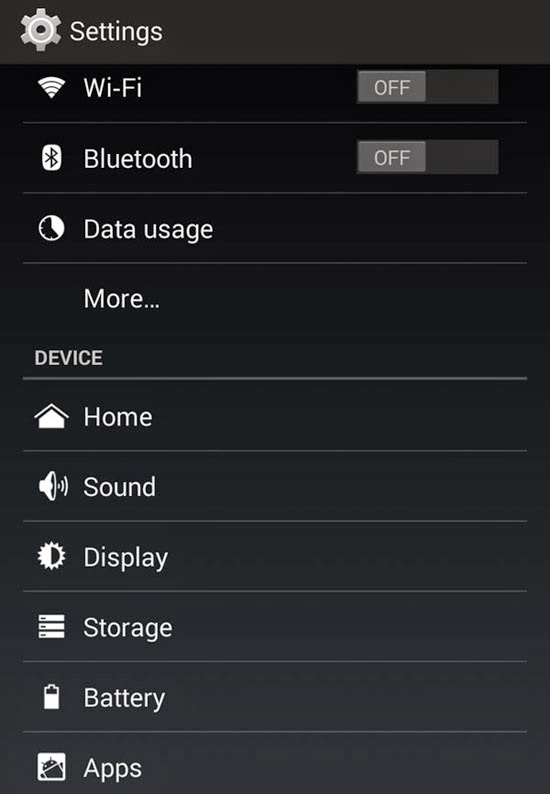 Settings
Wi-Fi OFF
Bluetooth OFF
Data usage
More...
DEVICE
Home
Sound
Display
Storage
Battery
Apps